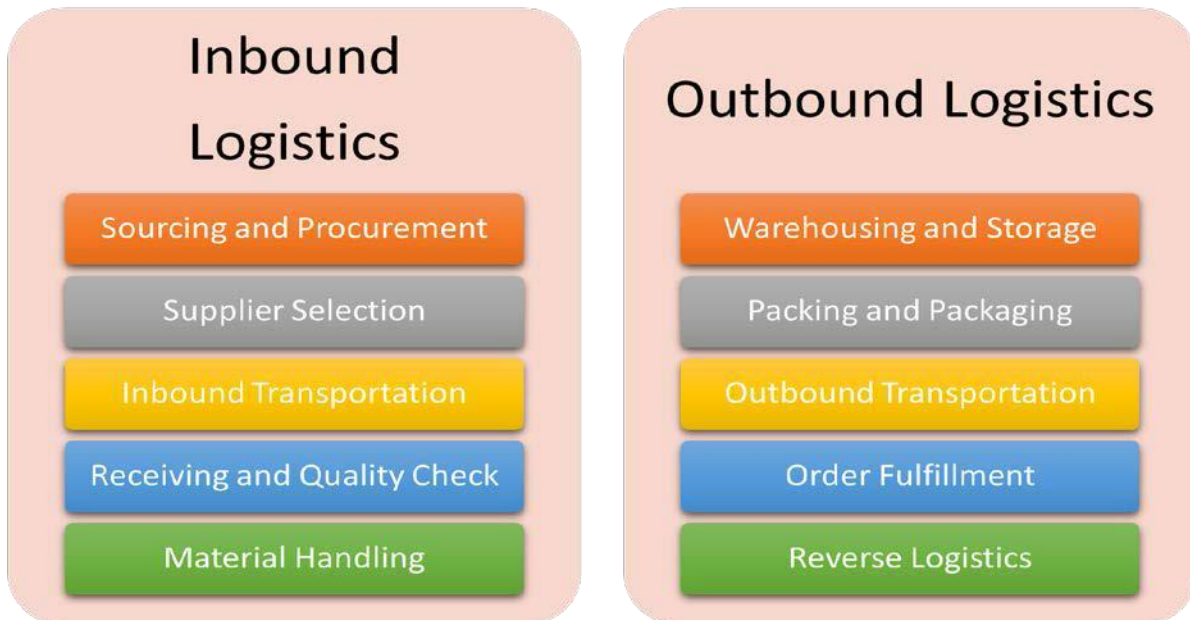 Inbound
Logistics
Sourcing and Procurement
Supplier Selection
Inbound Transportation
Receiving and Quality Check
Material Handling
Outbound Logistics
Warehousing and Storage
Packing and Packaging
Outbound Transportation
Order Fulfillment
Reverse Logistics